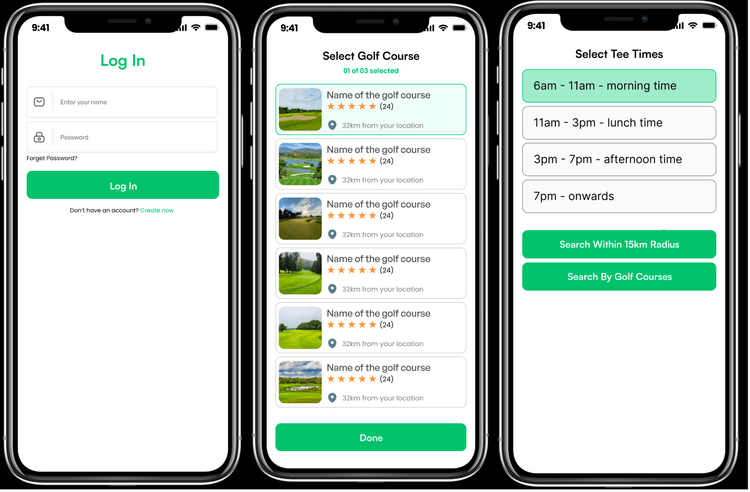 9:41
Log In
Enter your name
Password
Forget Password?
Log In
Don't have an account? Create now
9:41
Select Golf Course
01 of 03 selected
Name of the golf course
(24)
32km from your location
Name of the golf course
(24)
32km from your location
Name of the golf course
(24)
32km from your location
Name of the golf course
(24)
32km from your location
Name of the golf course
(24)
32km from your location
Name of the golf course
(24)
32km from your location
Done
9:41
Select Tee Times
6am - 11am - morning time
11am - 3pm - lunch time
3pm - 7pm - afternoon time
7pm - onwards
Search Within 15km Radius
Search By Golf Courses